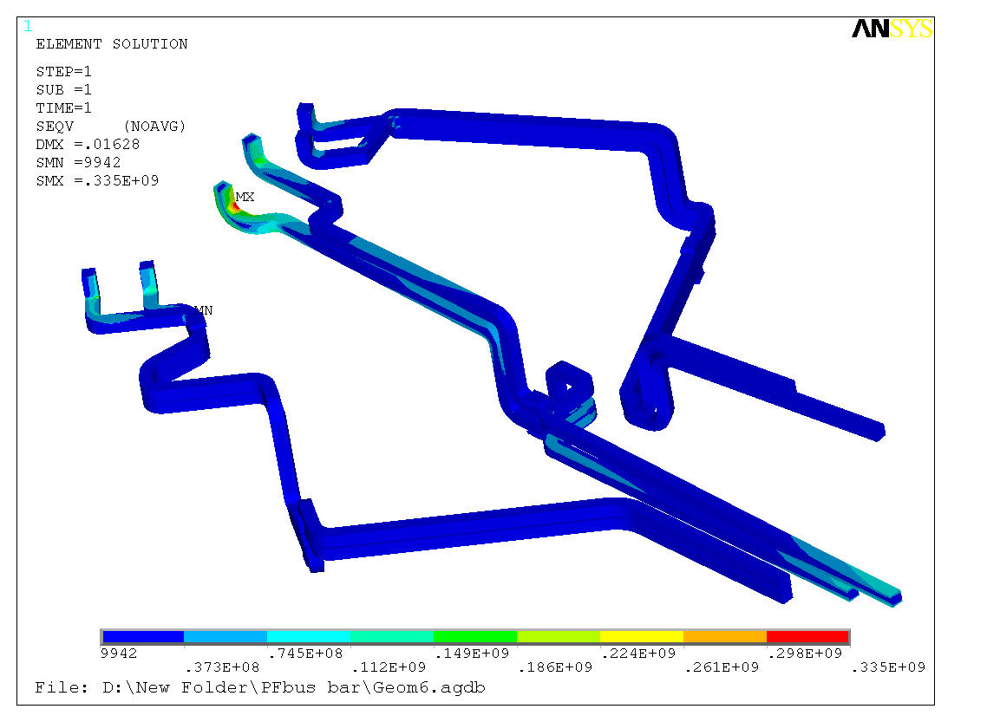 1
ANSYS
ELEMENT SOLUTION
STEP=1
SUB =1
TIME=1
SEQV (NOAVG)
DMX =.01628
SMN =9942
SMX =.335E+09
MX
MN
9942 .745E+08 .149E+09 .224E+09 .298E+09
.373E+08 .112E+09 .186E+09 .261E+09 .335E+09
File: D:\New Folder\PFbus bar\Geom6.agdb